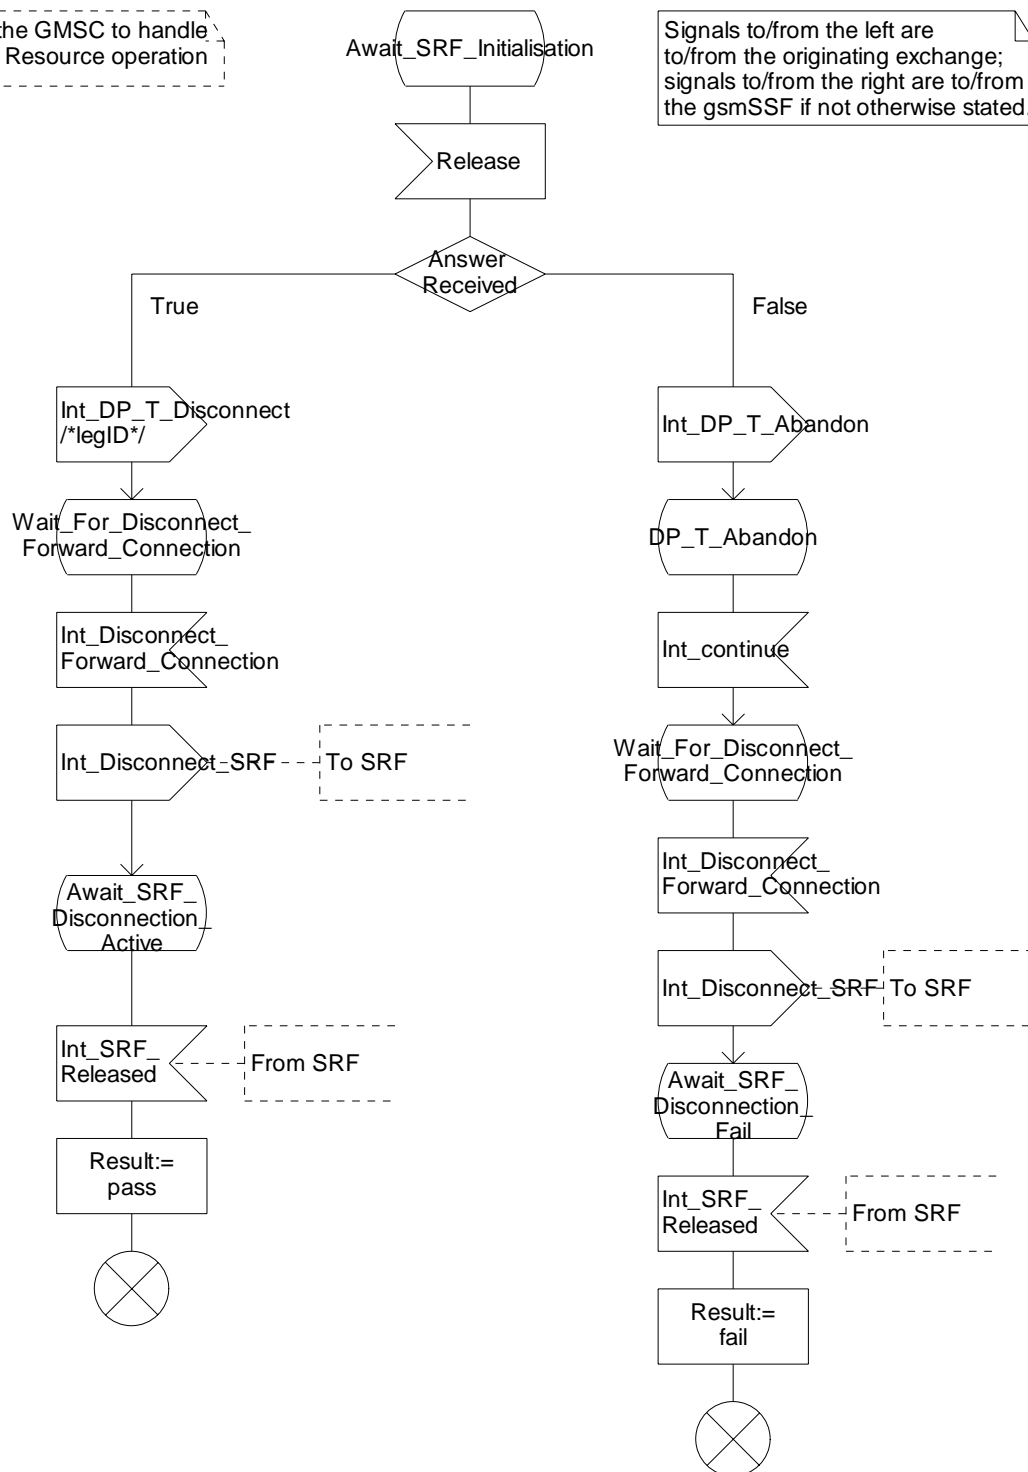 the GMSC to handle
Resource operation
Await_SRF_Initialisation
Signals to/from the left are
to/from the originating exchange;
signals to/from the right are to/from
the gsmSSF if not otherwise stated.
Release
Answer
Received
True
False
Int_DP_T_Disconnect
/*legID*/
Int_DP_T_Abandon
Wait_For_Disconnect_
Forward_Connection
DP_T_Abandon
Int_Disconnect_
Forward_Connection
Int_continue
Int_Disconnect_SRF
To SRF
Wait_For_Disconnect_
Forward_Connection
Await_SRF_
Disconnection_
Active
Int_Disconnect_
Forward_Connection
Int_Disconnect_SRF
To SRF
Int_SRF_
Released
From SRF
Await_SRF_
Disconnection_
Fail
Result:=
pass
Int_SRF_
Released
From SRF
Result:=
fail